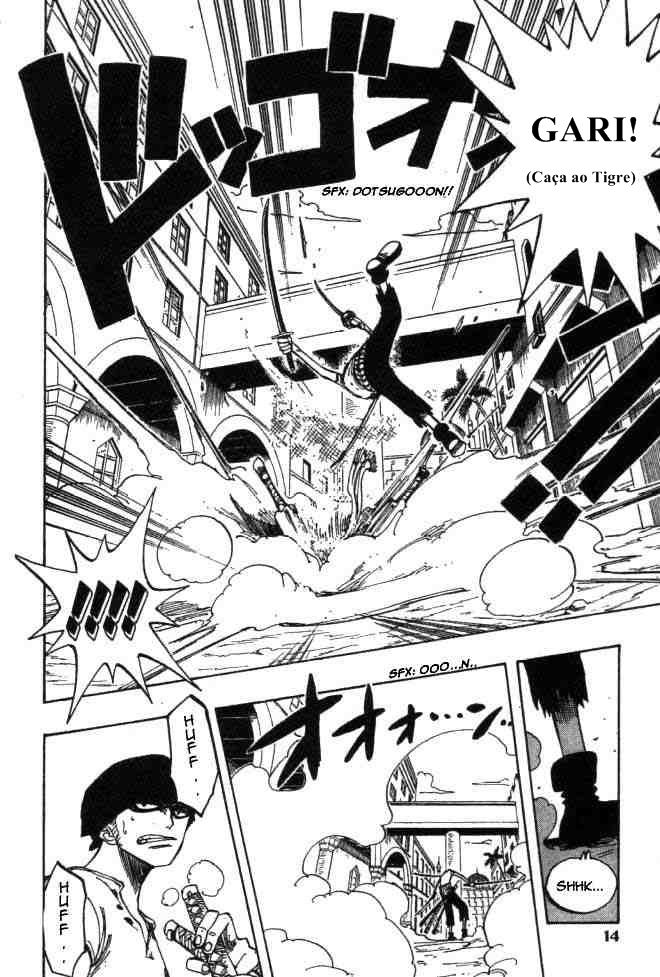 GARI!
(Caça ao Tigre)
ドッゴオォン!!
SFX: DOTSUGOOON!!
!!!!!
SFX: OOO...N..
オオォ…ン
HUFF..
HUFF..
SHHK...
14